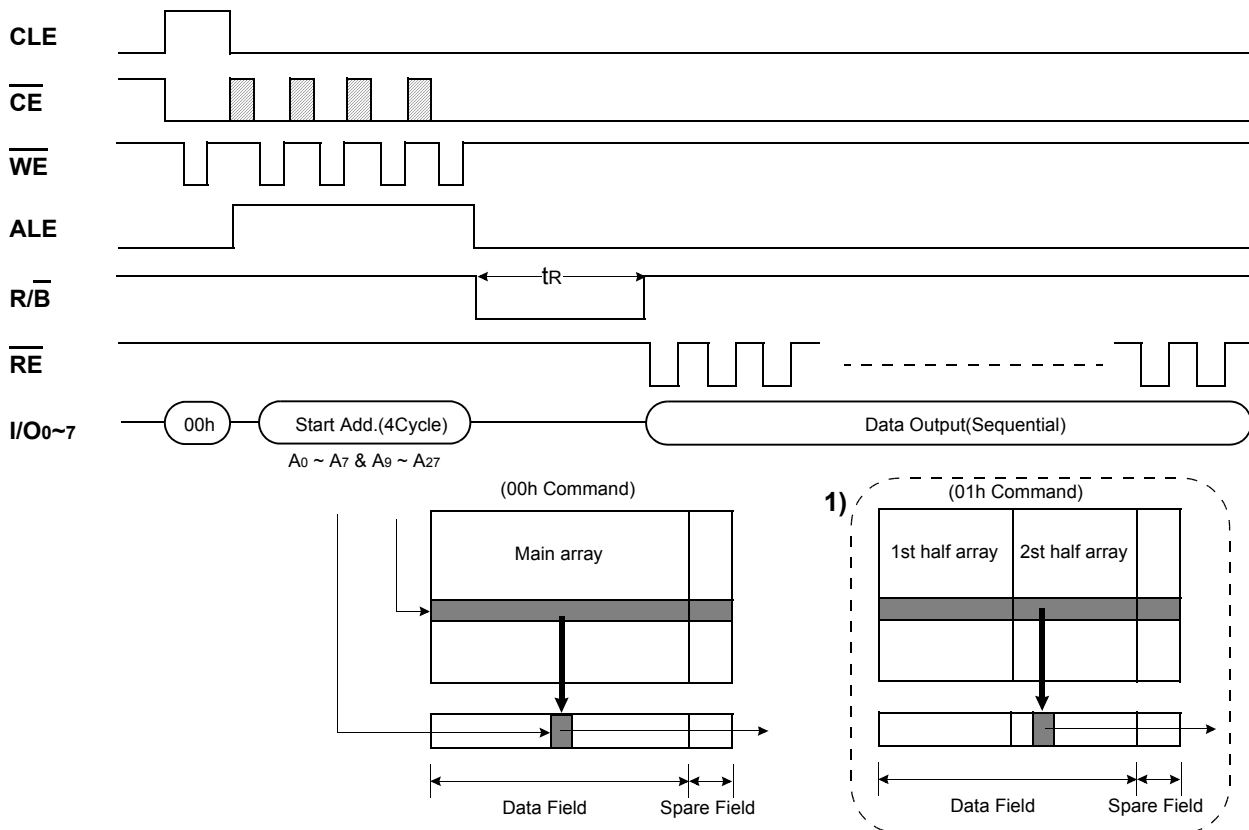 CLE
CE
WE
ALE
R/B
tR
RE
I/O0~7
00h
Start Add.(4Cycle)
Data Output(Sequential)
A0 ~ A7 & A9 ~ A27
(00h Command)
1)
(01h Command)
Main array
1st half array
2st half array
Data Field
Spare Field
Data Field
Spare Field